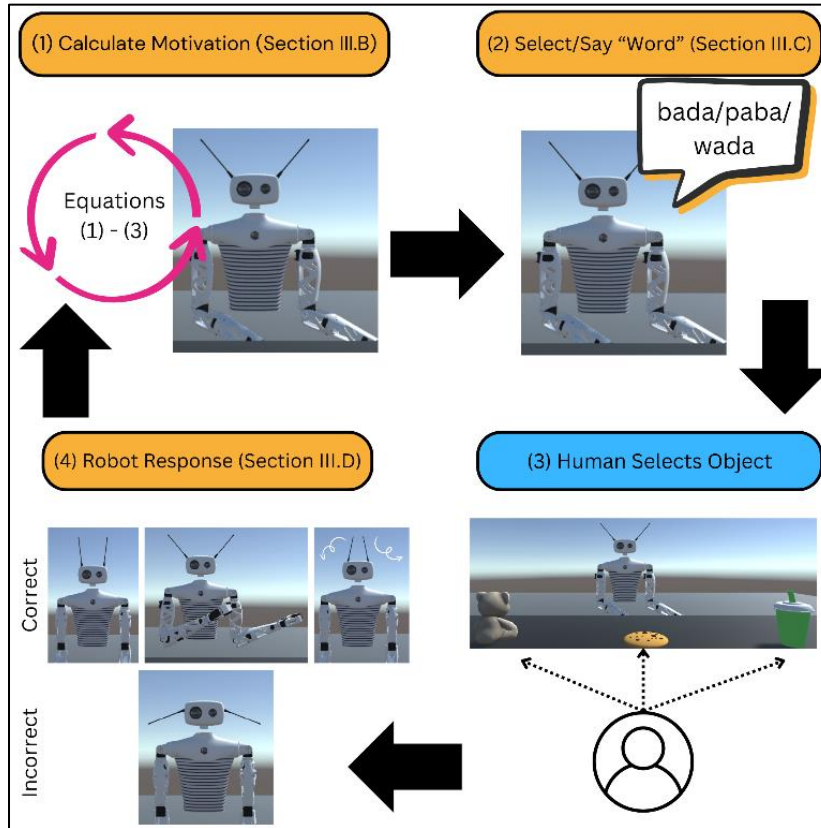 (1) Calculate Motivation (Section III.B)
(2) Select/Say “Word” (Section III.C)
bada/paba/
wada
Equations
(1) - (3)
(4) Robot Response (Section III.D)
(3) Human Selects Object
Correct
Incorrect